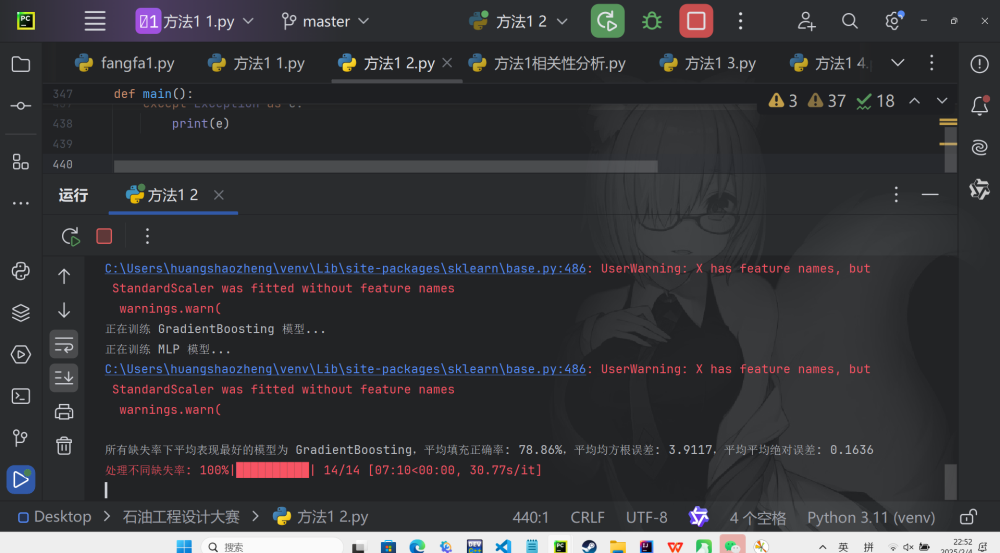 PC
方法1 1.py
master
方法1 2
fangfa1.py
方法1 1.py
方法1 2.py
方法1相关性分析.py
方法1 3.py
方法1 4.
347 def main():
except Exception as e:
3 37 18
438 print(e)
439
440
运行
方法1 2
C:\Users\huangshaozheng\venv\Lib\site-packages\sklearn\base.py:486: UserWarning: X has feature names, but
StandardScaler was fitted without feature names
warnings.warn(
正在训练 GradientBoosting 模型...
正在训练 MLP 模型...
C:\Users\huangshaozheng\venv\Lib\site-packages\sklearn\base.py:486: UserWarning: X has feature names, but
StandardScaler was fitted without feature names
warnings.warn(
所有缺失率下平均表现最好的模型为 GradientBoosting，平均填充正确率: 78.86%，平均均方根误差: 3.9117，平均平均绝对误差: 0.1636
处理不同缺失率: 100%|██████████| 14/14 [07:10<00:00, 30.77s/it]
Desktop > 石油工程设计大赛 > 方法1 2.py
440:1 CRLF UTF-8 4 个空格 Python 3.11 (venv)
搜索
英 拼
22:52
2025/2/4